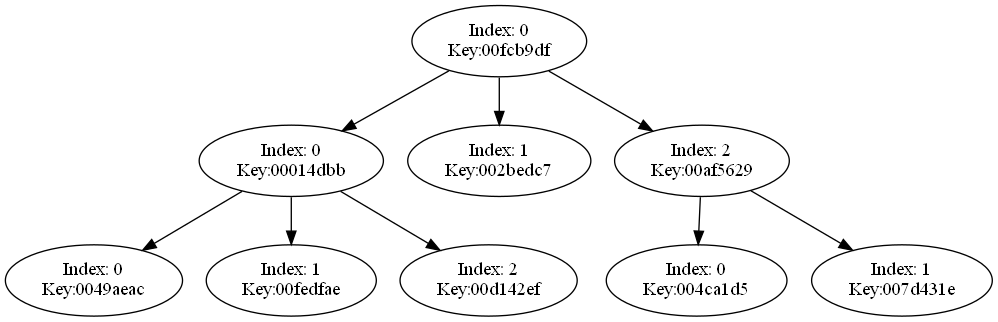 Index: 0
Key:00fcb9df
Index: 0
Key:00014dbb
Index: 1
Key:002bedc7
Index: 2
Key:00af5629
Index: 0
Key:0049aeac
Index: 1
Key:00fedfae
Index: 2
Key:00d142ef
Index: 0
Key:004ca1d5
Index: 1
Key:007d431e